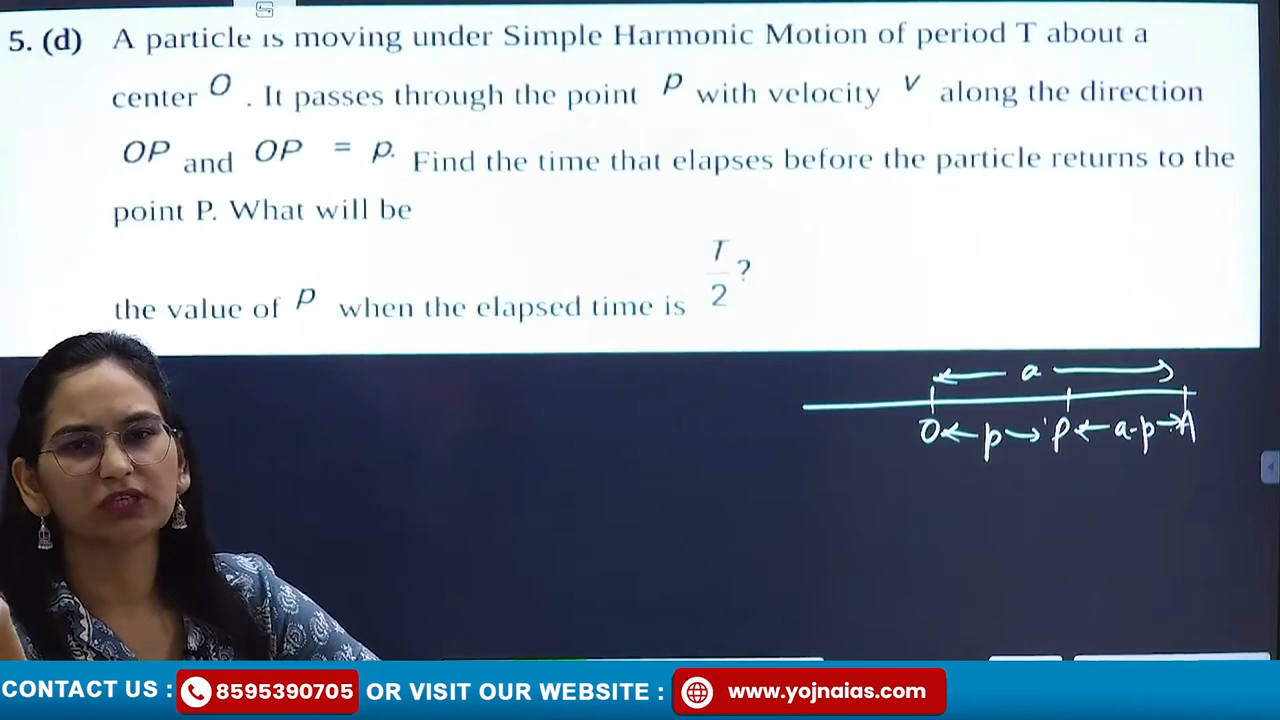 5. (d) A particle is moving under Simple Harmonic Motion of period T about a
center O . It passes through the point P with velocity v along the direction
OP and OP = p. Find the time that elapses before the particle returns to the
point P. What will be
the value of p when the elapsed time is T/2 ?
← a →
O ← p → P ← a-p → A
CONTACT US : 8595390705 OR VISIT OUR WEBSITE : www.yojnaias.com